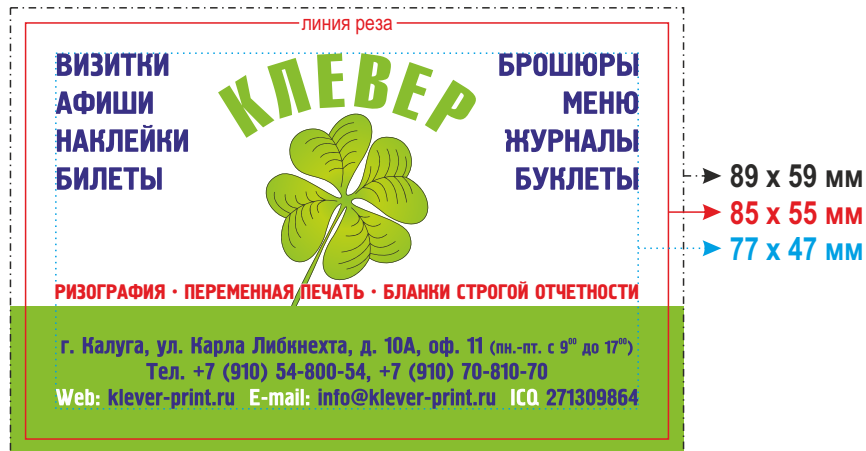 линия реза
КЛЕВЕР
ВИЗИТКИ
АФИШИ
НАКЛЕЙКИ
БИЛЕТЫ
БРОШЮРЫ
МЕНЮ
ЖУРНАЛЫ
БУКЛЕТЫ
89 x 59 мм
85 x 55 мм
77 x 47 мм
РИЗОГРАФИЯ · ПЕРЕМЕННАЯ ПЕЧАТЬ · БЛАНКИ СТРОГОЙ ОТЧЕТНОСТИ
г. Калуга, ул. Карла Либкнехта, д. 10А, оф. 11 (пн.-пт. с 9⁰⁰ до 17⁰⁰)
Тел. +7 (910) 54-800-54, +7 (910) 70-810-70
Web: klever-print.ru E-mail: info@klever-print.ru ICQ 271309864